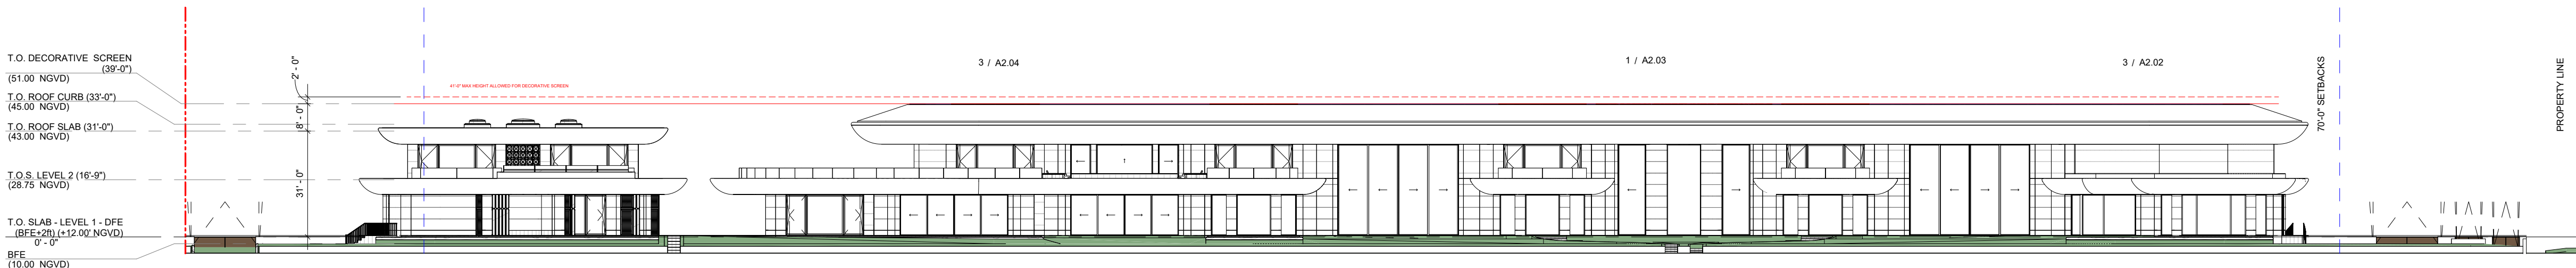 T.O. DECORATIVE SCREEN
(39'-0")
(51.00 NGVD)
T.O. ROOF CURB (33'-0")
(45.00 NGVD)
T.O. ROOF SLAB (31'-0")
(43.00 NGVD)
T.O.S. LEVEL 2 (16'-9")
(28.75 NGVD)
T.O. SLAB - LEVEL 1 - DFE
(BFE+2ft) (+12.00' NGVD)
0' - 0"
BFE
(10.00 NGVD)
2' - 0"
8' - 0"
31' - 0"
41'-0" MAX HEIGHT ALLOWED FOR DECORATIVE SCREEN
3 / A2.04
1 / A2.03
3 / A2.02
70'-0" SETBACKS
PROPERTY LINE